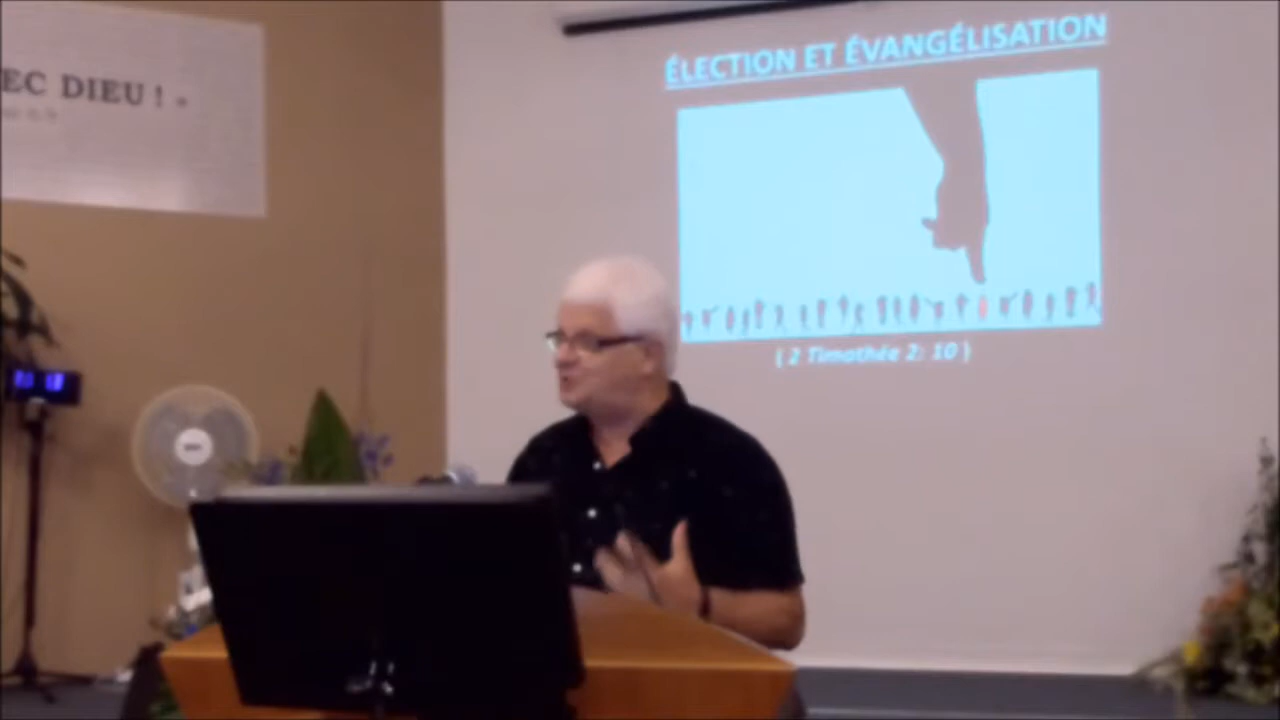 EC DIEU ! »
ÉLECTION ET ÉVANGÉLISATION
( 2 Timothée 2: 10 )